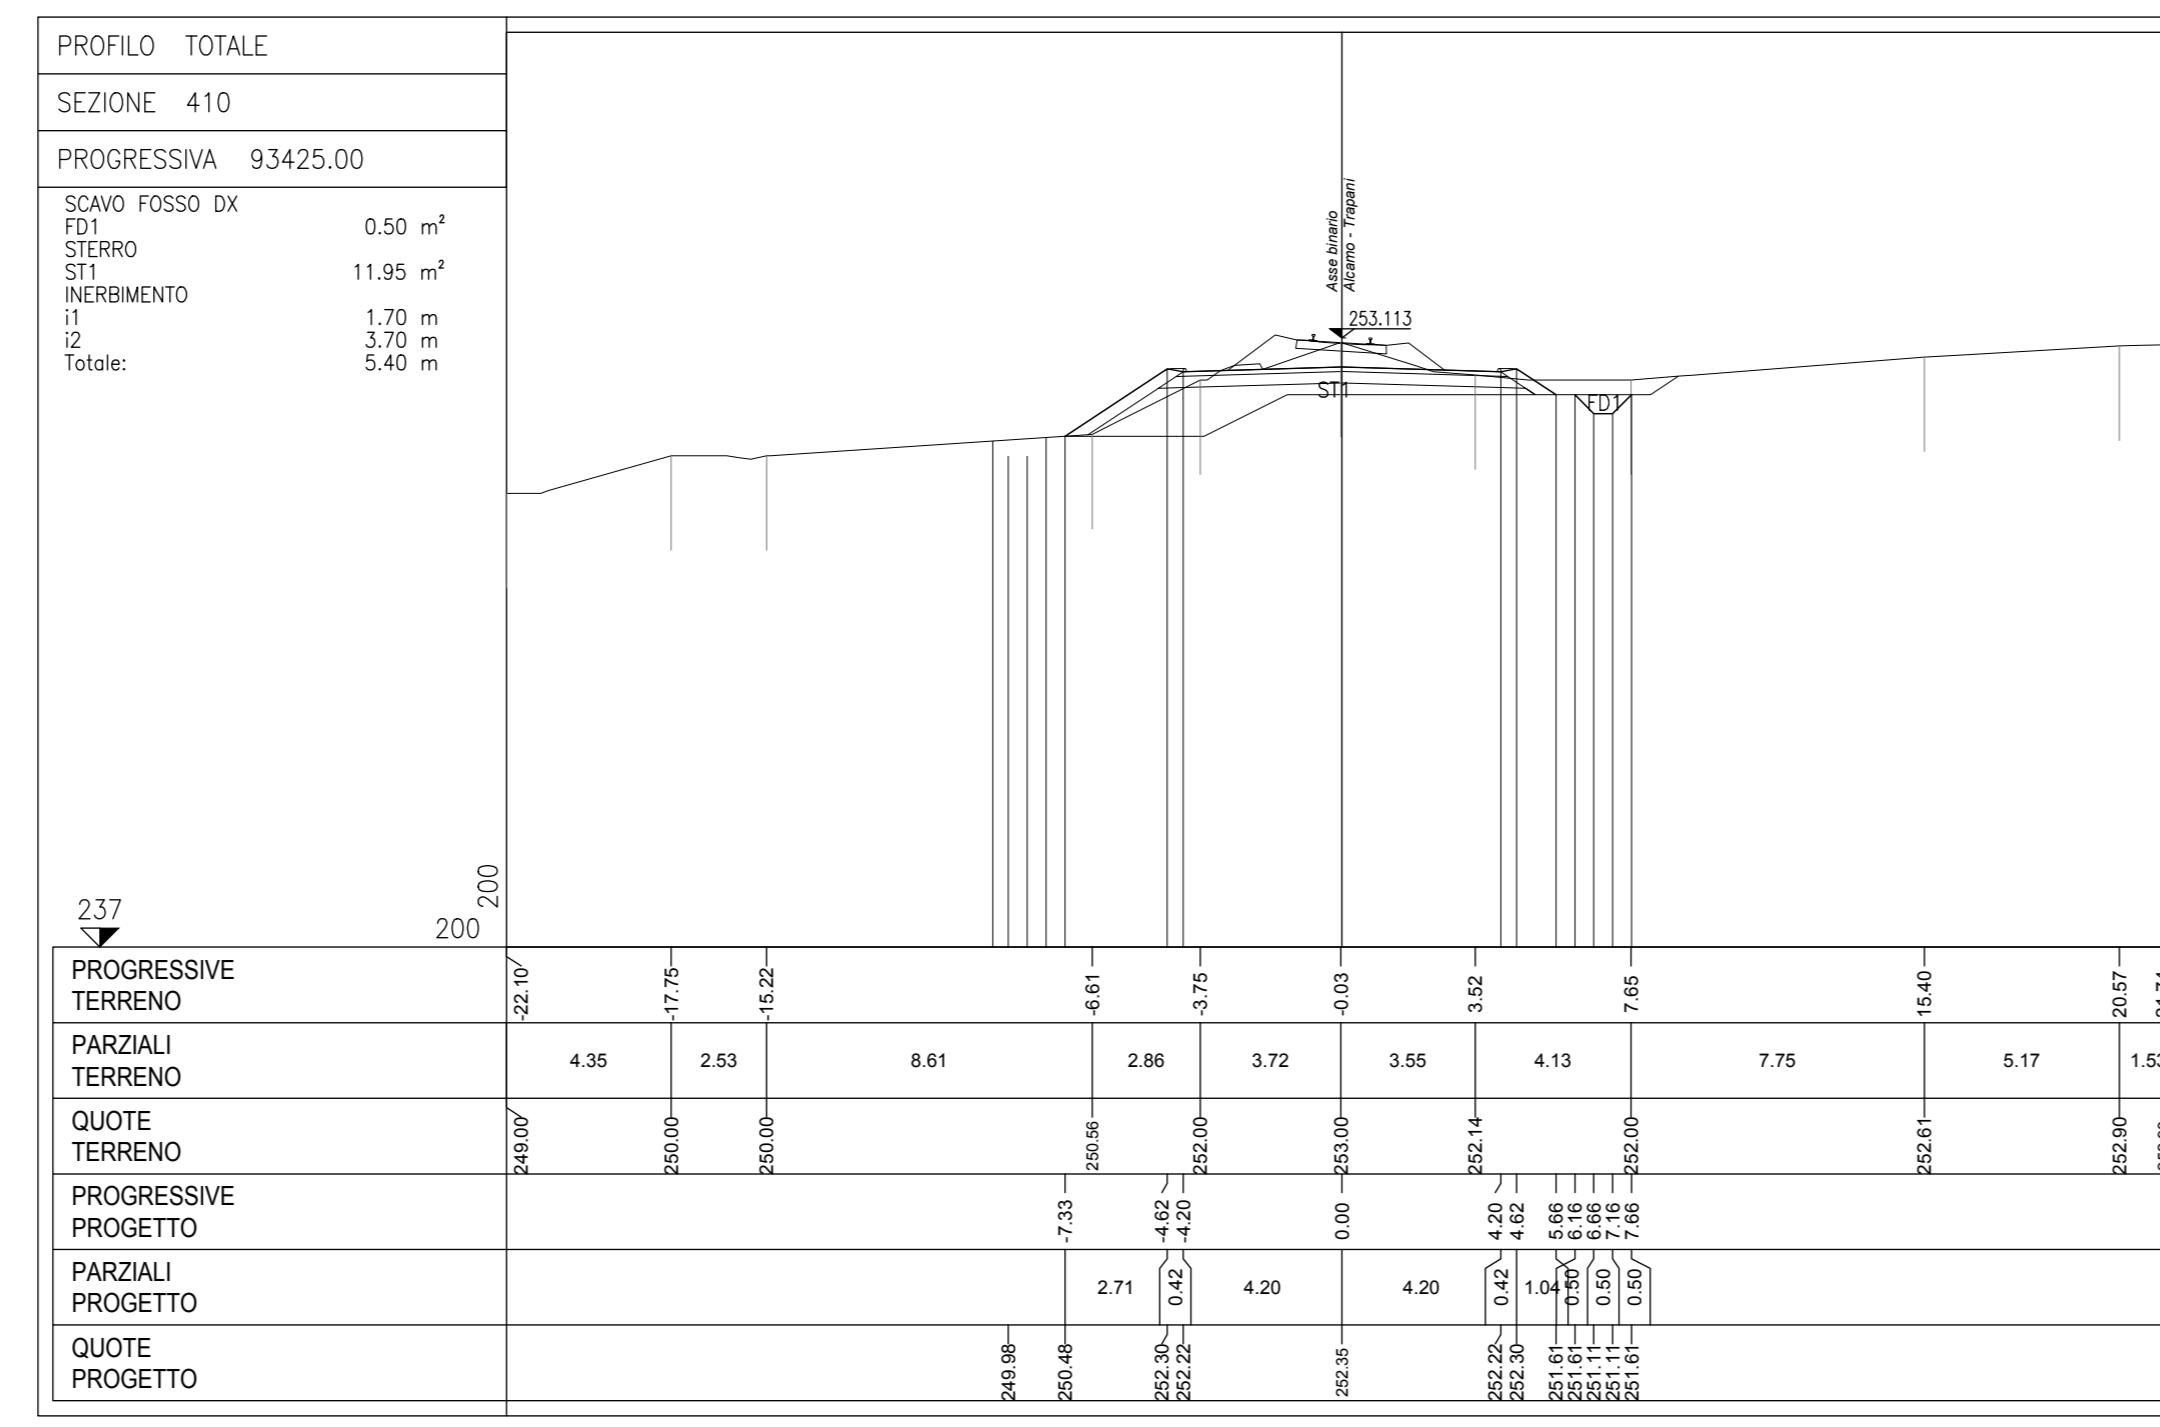 PROFILO TOTALE
SEZIONE 410
PROGRESSIVA 93425.00
SCAVO FOSSO DX
FD1 0.50 m²
STERRO
ST1 11.95 m²
INERBIMENTO
i1 1.70 m
i2 3.70 m
Totale: 5.40 m
Asse binario
Alcamo - Trapani
253.113
ST1
FD1
200
237
200
PROGRESSIVE TERRENO
-22.10 -17.75 -15.22 -6.61 -3.75 -0.03 3.52 7.65 15.40 20.57
PARZIALI TERRENO
4.35 2.53 8.61 2.86 3.72 3.55 4.13 7.75 5.17 1.53
QUOTE TERRENO
249.00 250.00 250.00 250.56 252.00 253.00 252.14 252.00 252.61 252.90
PROGRESSIVE PROGETTO
-7.33 -4.62 -4.20 0.00 4.20 4.62 5.66 6.16 6.66 7.16 7.66
PARZIALI PROGETTO
2.71 0.42 4.20 4.20 0.42 1.04 0.50 0.50 0.50
QUOTE PROGETTO
249.98 250.48 252.30 252.22 252.35 252.22 252.30 251.61 251.61 251.11 251.11 251.61